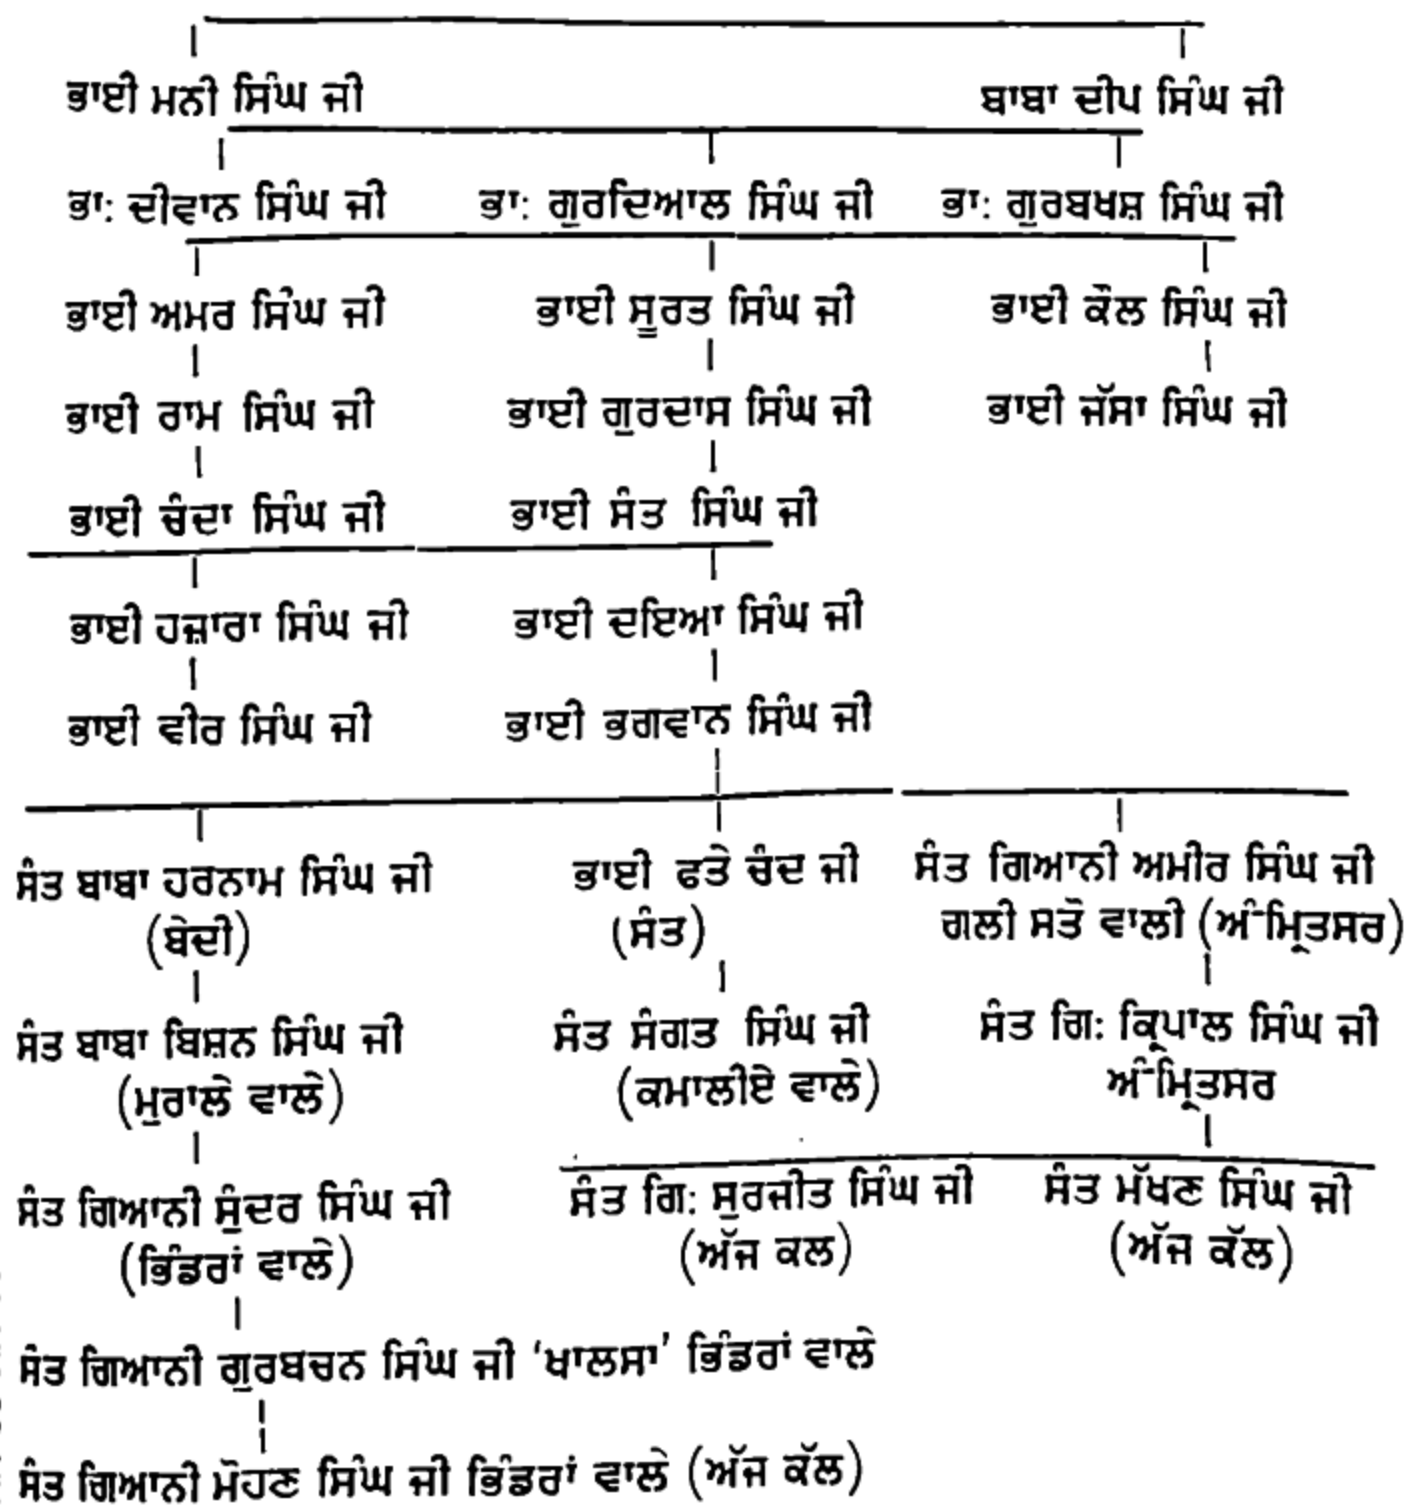 ਭਾਈ ਮਨੀ ਸਿੰਘ ਜੀ ਬਾਬਾ ਦੀਪ ਸਿੰਘ ਜੀ
ਭਾ: ਦੀਵਾਨ ਸਿੰਘ ਜੀ ਭਾ: ਗੁਰਦਿਆਲ ਸਿੰਘ ਜੀ ਭਾ: ਗੁਰਬਖਸ਼ ਸਿੰਘ ਜੀ
ਭਾਈ ਅਮਰ ਸਿੰਘ ਜੀ ਭਾਈ ਸੂਰਤ ਸਿੰਘ ਜੀ ਭਾਈ ਕੌਲ ਸਿੰਘ ਜੀ
ਭਾਈ ਰਾਮ ਸਿੰਘ ਜੀ ਭਾਈ ਗੁਰਦਾਸ ਸਿੰਘ ਜੀ ਭਾਈ ਜੱਸਾ ਸਿੰਘ ਜੀ
ਭਾਈ ਚੰਦਾ ਸਿੰਘ ਜੀ ਭਾਈ ਸੰਤ ਸਿੰਘ ਜੀ
ਭਾਈ ਹਜ਼ਾਰਾ ਸਿੰਘ ਜੀ ਭਾਈ ਦਇਆ ਸਿੰਘ ਜੀ
ਭਾਈ ਵੀਰ ਸਿੰਘ ਜੀ ਭਾਈ ਭਗਵਾਨ ਸਿੰਘ ਜੀ
ਸੰਤ ਬਾਬਾ ਹਰਨਾਮ ਸਿੰਘ ਜੀ ਭਾਈ ਫਤੇ ਚੰਦ ਜੀ ਸੰਤ ਗਿਆਨੀ ਅਮੀਰ ਸਿੰਘ ਜੀ
(ਬੇਦੀ) (ਸੰਤ) ਗਲੀ ਸਤੋ ਵਾਲੀ (ਅੰਮ੍ਰਿਤਸਰ)
ਸੰਤ ਬਾਬਾ ਬਿਸ਼ਨ ਸਿੰਘ ਜੀ ਸੰਤ ਸੰਗਤ ਸਿੰਘ ਜੀ ਸੰਤ ਗਿ: ਕ੍ਰਿਪਾਲ ਸਿੰਘ ਜੀ
(ਮੁਰਾਲੇ ਵਾਲੇ) (ਕਮਾਲੀਏ ਵਾਲੇ) ਅੰਮ੍ਰਿਤਸਰ
ਸੰਤ ਗਿਆਨੀ ਸੁੰਦਰ ਸਿੰਘ ਜੀ ਸੰਤ ਗਿ: ਸੁਰਜੀਤ ਸਿੰਘ ਜੀ ਸੰਤ ਮੱਖਣ ਸਿੰਘ ਜੀ
(ਭਿੰਡਰਾਂ ਵਾਲੇ) (ਅੱਜ ਕਲ) (ਅੱਜ ਕੱਲ)
ਸੰਤ ਗਿਆਨੀ ਗੁਰਬਚਨ ਸਿੰਘ ਜੀ ‘ਖਾਲਸਾ’ ਭਿੰਡਰਾਂ ਵਾਲੇ
ਸੰਤ ਗਿਆਨੀ ਮੋਹਣ ਸਿੰਘ ਜੀ ਭਿੰਡਰਾਂ ਵਾਲੇ (ਅੱਜ ਕੱਲ)